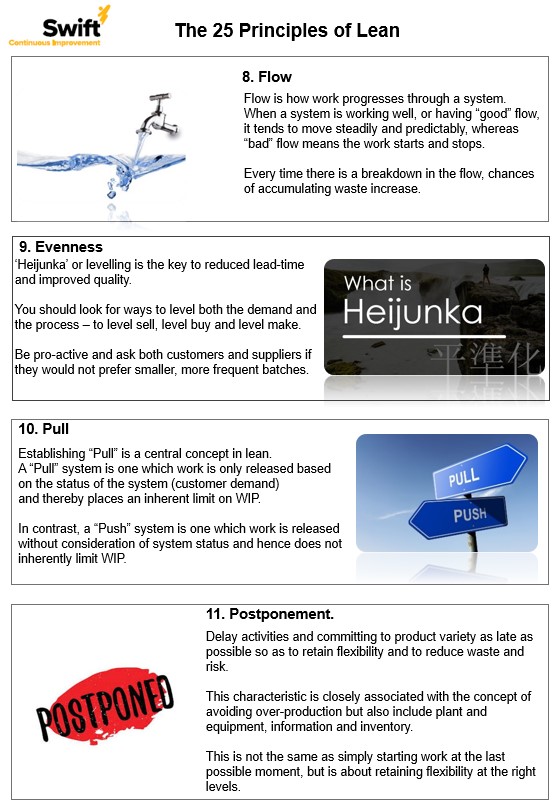 Swift
Continuous Improvement
The 25 Principles of Lean
8. Flow
Flow is how work progresses through a system.
When a system is working well, or having “good” flow,
it tends to move steadily and predictably, whereas
“bad” flow means the work starts and stops.
Every time there is a breakdown in the flow, chances
of accumulating waste increase.
9. Evenness
‘Heijunka’ or levelling is the key to reduced lead-time
and improved quality.
You should look for ways to level both the demand and
the process – to level sell, level buy and level make.
Be pro-active and ask both customers and suppliers if
they would not prefer smaller, more frequent batches.
What is
Heijunka
平準化
10. Pull
Establishing “Pull” is a central concept in lean.
A “Pull” system is one which work is only released based
on the status of the system (customer demand)
and thereby places an inherent limit on WIP.
In contrast, a “Push” system is one which work is released
without consideration of system status and hence does not
inherently limit WIP.
PULL
PUSH
11. Postponement.
Delay activities and committing to product variety as late as
possible so as to retain flexibility and to reduce waste and
risk.
This characteristic is closely associated with the concept of
avoiding over-production but also include plant and
equipment, information and inventory.
This is not the same as simply starting work at the last
possible moment, but is about retaining flexibility at the right
levels.
POSTPONED